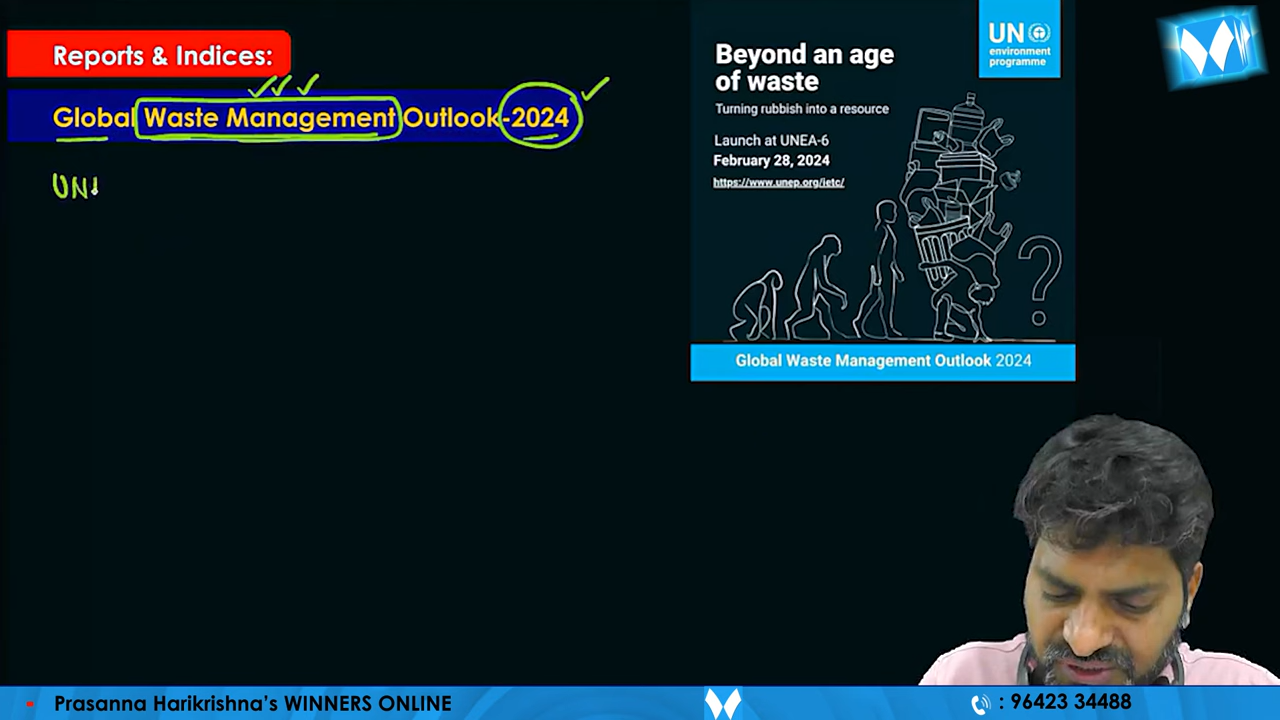 Reports & Indices:
Global Waste Management Outlook-2024
UN
Beyond an age
of waste
Turning rubbish into a resource
Launch at UNEA-6
February 28, 2024
https://www.unep.org/ietc/
UN
environment
programme
?
Global Waste Management Outlook 2024
Prasanna Harikrishna's WINNERS ONLINE
: 96423 34488